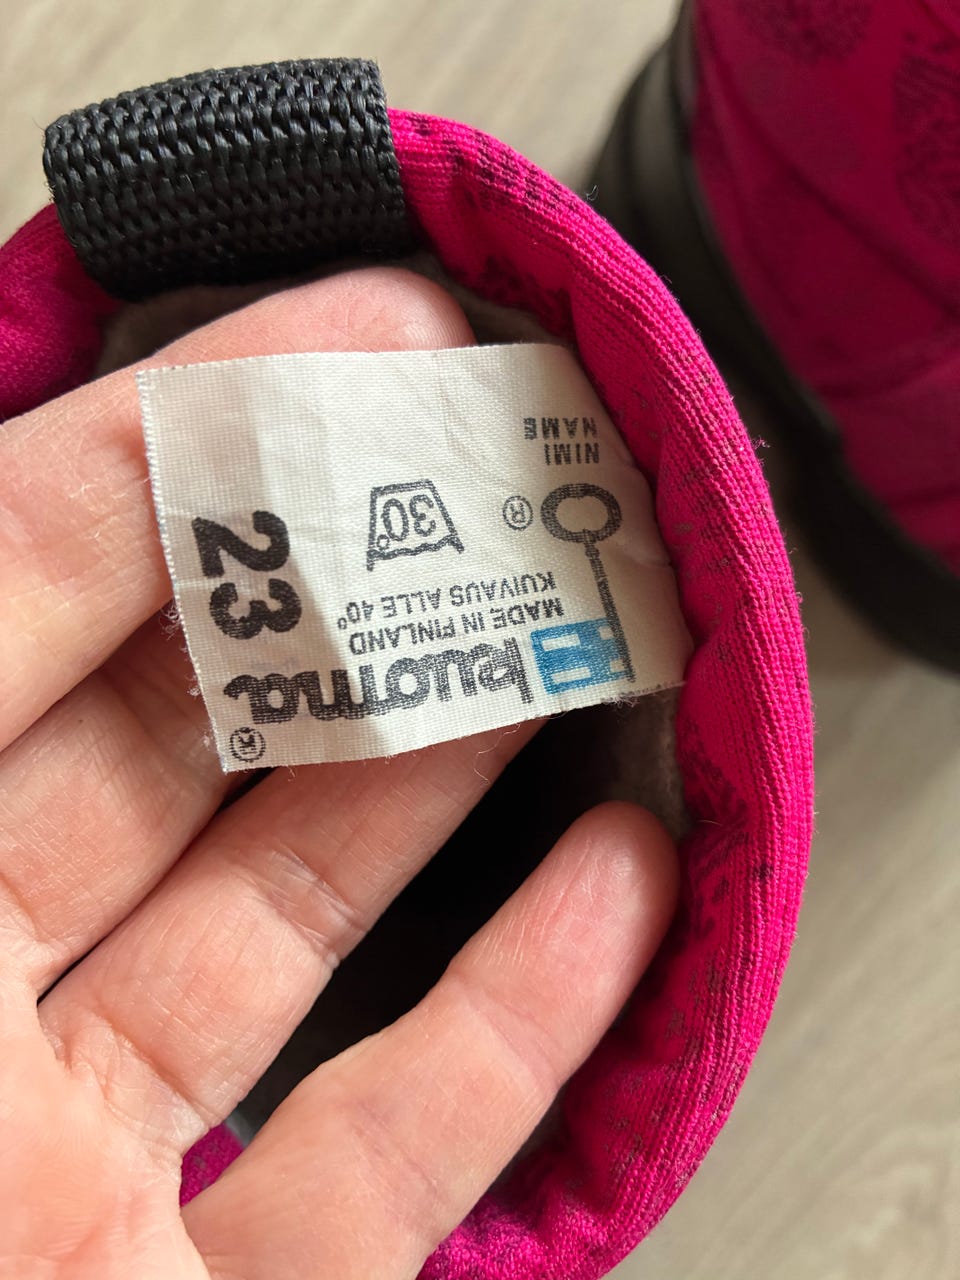 kuoma®
MADE IN FINLAND
KUIVAUS ALLE 40°
30°
®
NIMI
NAME
23